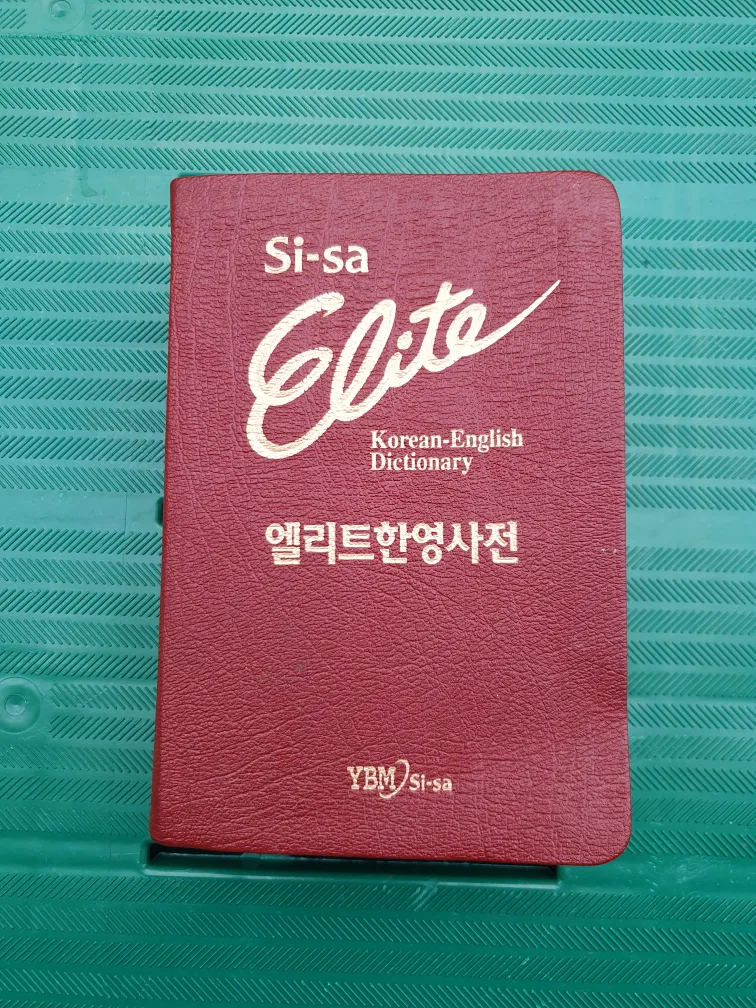 Si-sa
Elite
Korean-English
Dictionary
엘리트한영사전
YBM Si-sa